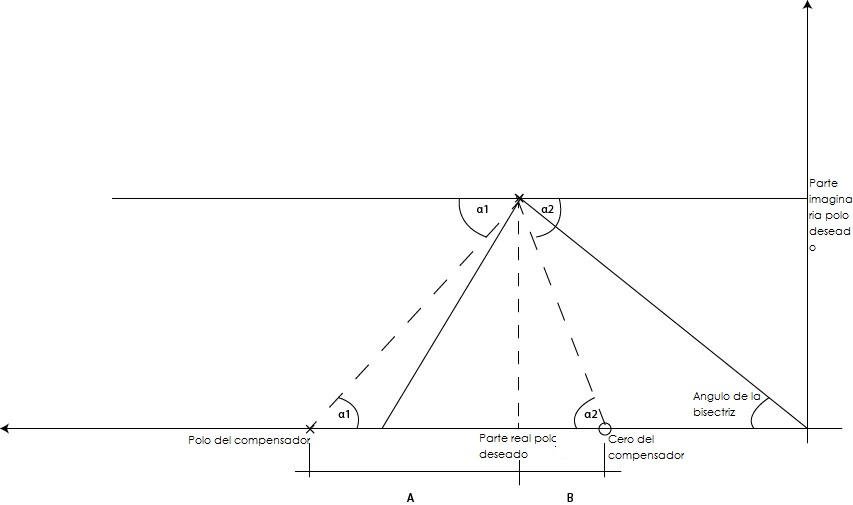 α1
α2
Parte
imagina
ria polo
desead
o
Angulo de la
bisectriz
α1
α2
Polo del compensador
Parte real polo
deseado
Cero del
compensador
A
B